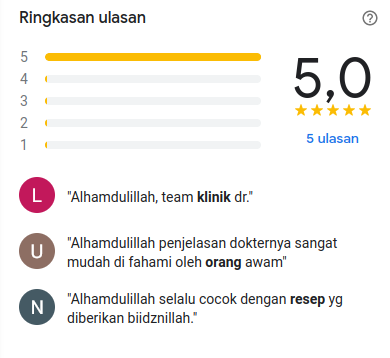 Ringkasan ulasan
5
4
3
2
1
5,0
5 ulasan
L
"Alhamdulillah, team klinik dr."
U
"Alhamdulillah penjelasan dokternya sangat
mudah di fahami oleh orang awam"
N
"Alhamdulillah selalu cocok dengan resep yg
diberikan biidznillah."